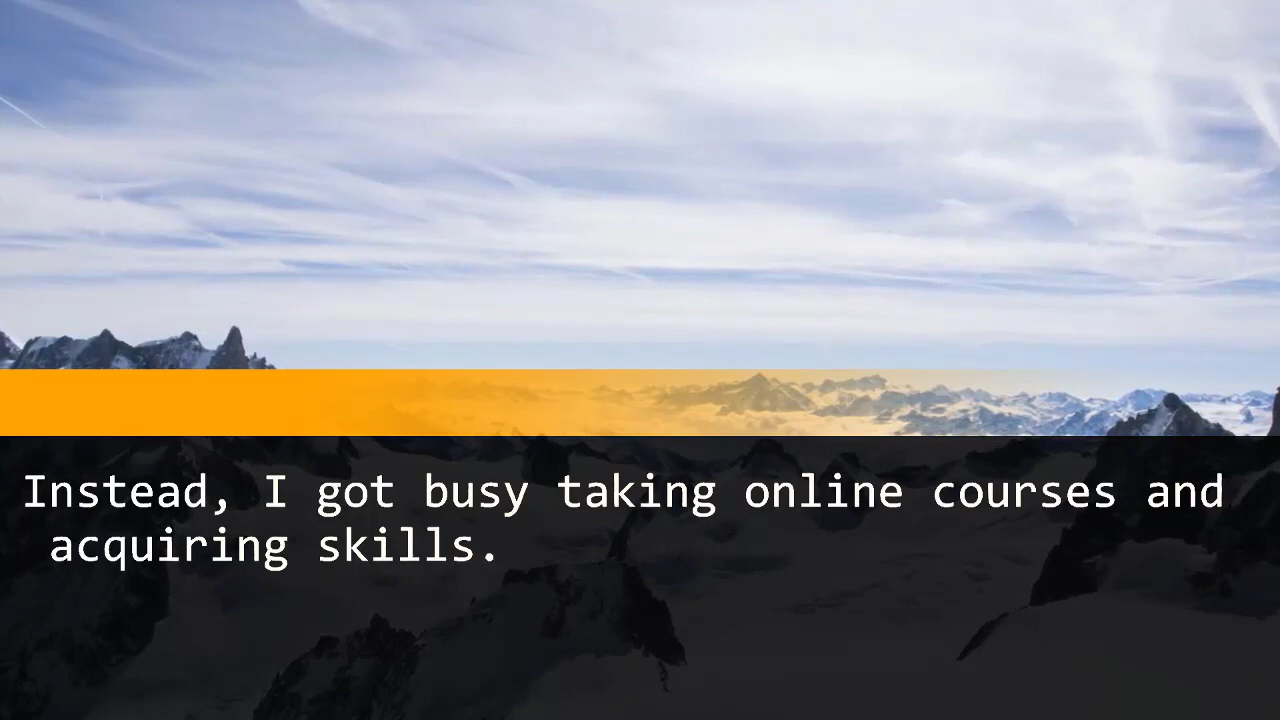 Instead, I got busy taking online courses and
acquiring skills.